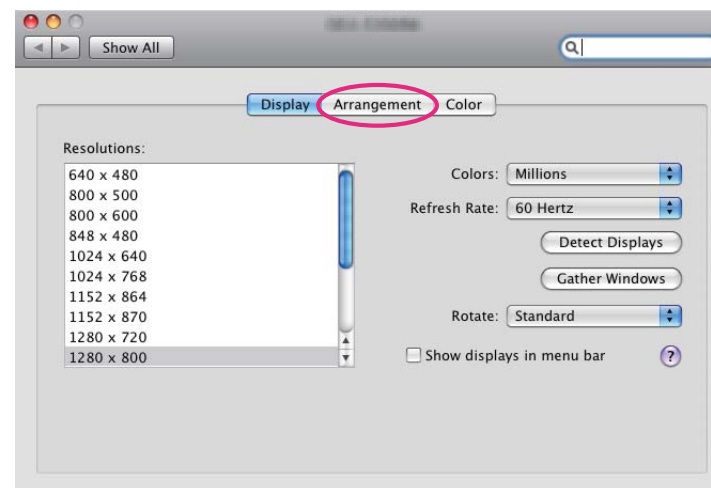 Show All
Display Arrangement Color
Resolutions:
640 x 480
800 x 500
800 x 600
848 x 480
1024 x 640
1024 x 768
1152 x 864
1152 x 870
1280 x 720
1280 x 800
Colors: Millions
Refresh Rate: 60 Hertz
Detect Displays
Gather Windows
Rotate: Standard
Show displays in menu bar ?